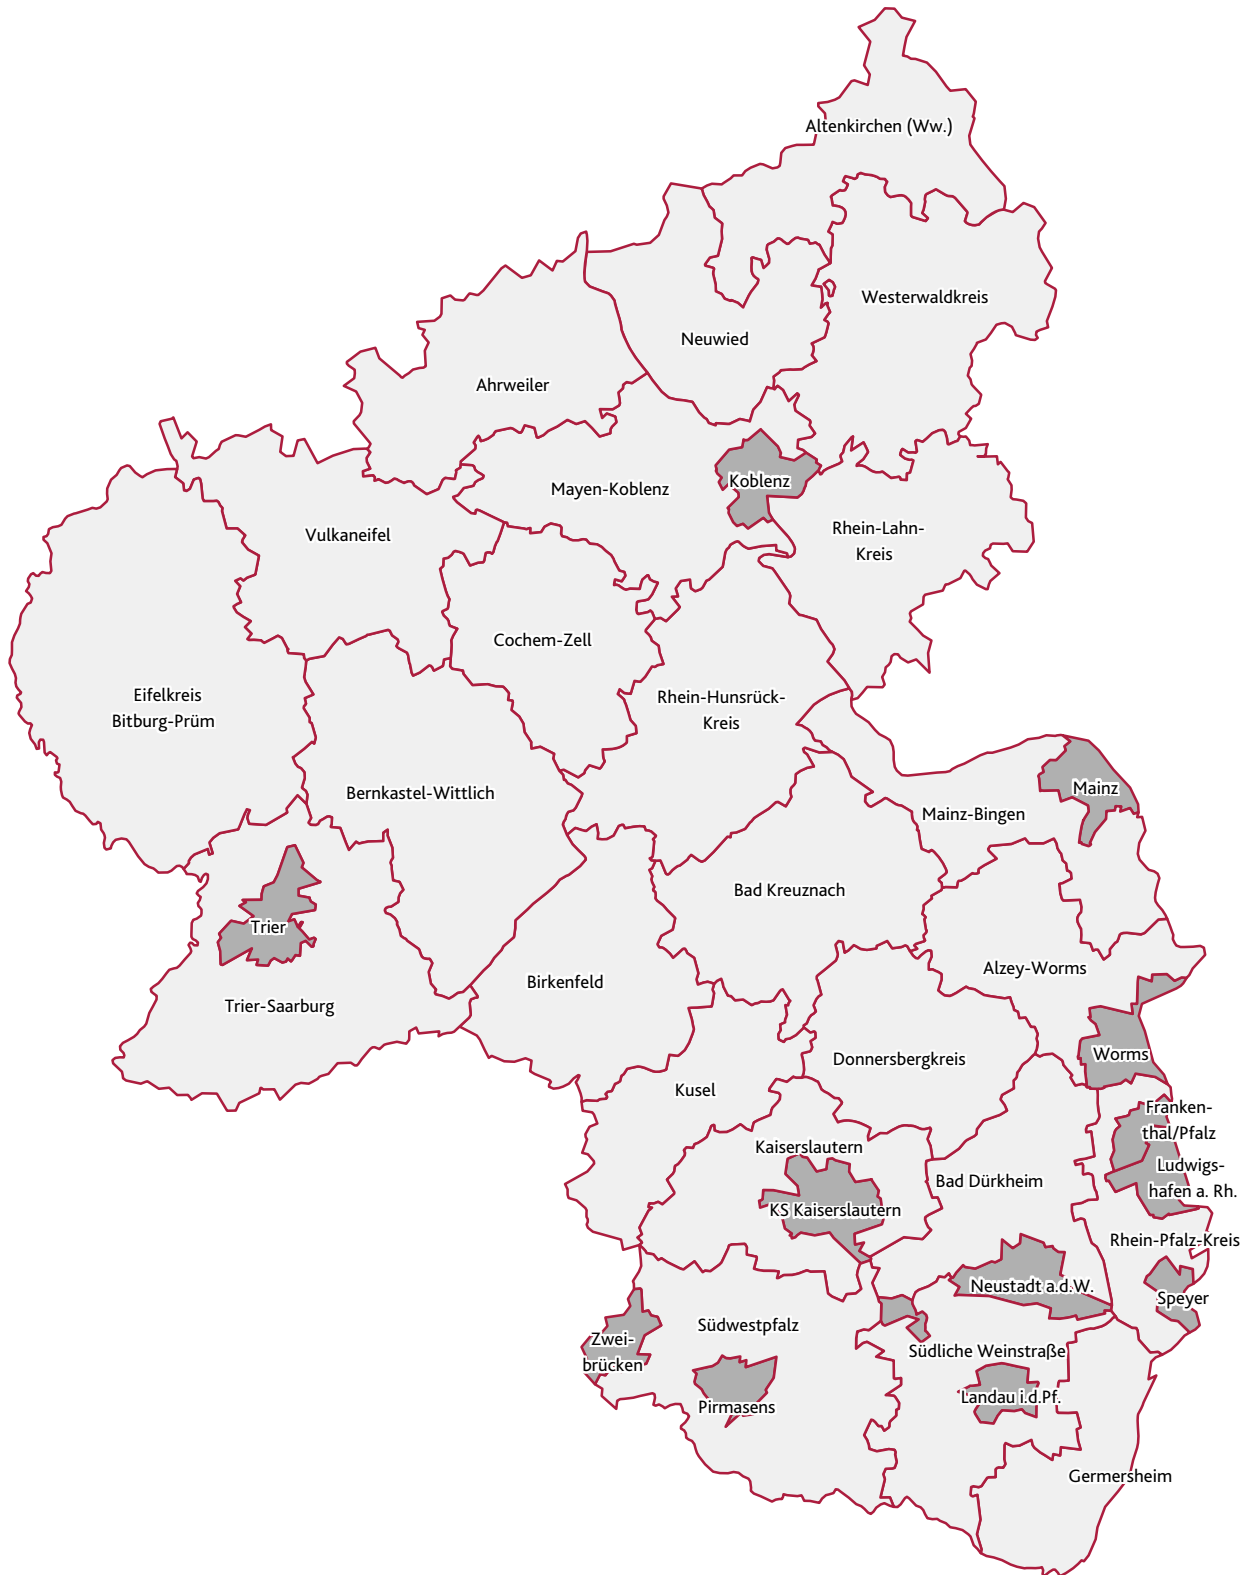 Altenkirchen (Ww.)
Westerwaldkreis
Neuwied
Ahrweiler
Koblenz
Mayen-Koblenz
Vulkaneifel
Rhein-Lahn-
Kreis
Cochem-Zell
Eifelkreis
Bitburg-Prüm
Rhein-Hunsrück-
Kreis
Bernkastel-Wittlich
Mainz
Mainz-Bingen
Bad Kreuznach
Trier
Alzey-Worms
Birkenfeld
Trier-Saarburg
Worms
Donnersbergkreis
Kusel
Franken-
thal/Pfalz
Kaiserslautern
Ludwigs-
hafen a. Rh.
Bad Dürkheim
KS Kaiserslautern
Rhein-Pfalz-Kreis
Neustadt a.d.W.
Speyer
Südwestpfalz
Zwei-
brücken
Südliche Weinstraße
Landau i.d.Pf.
Pirmasens
Germersheim